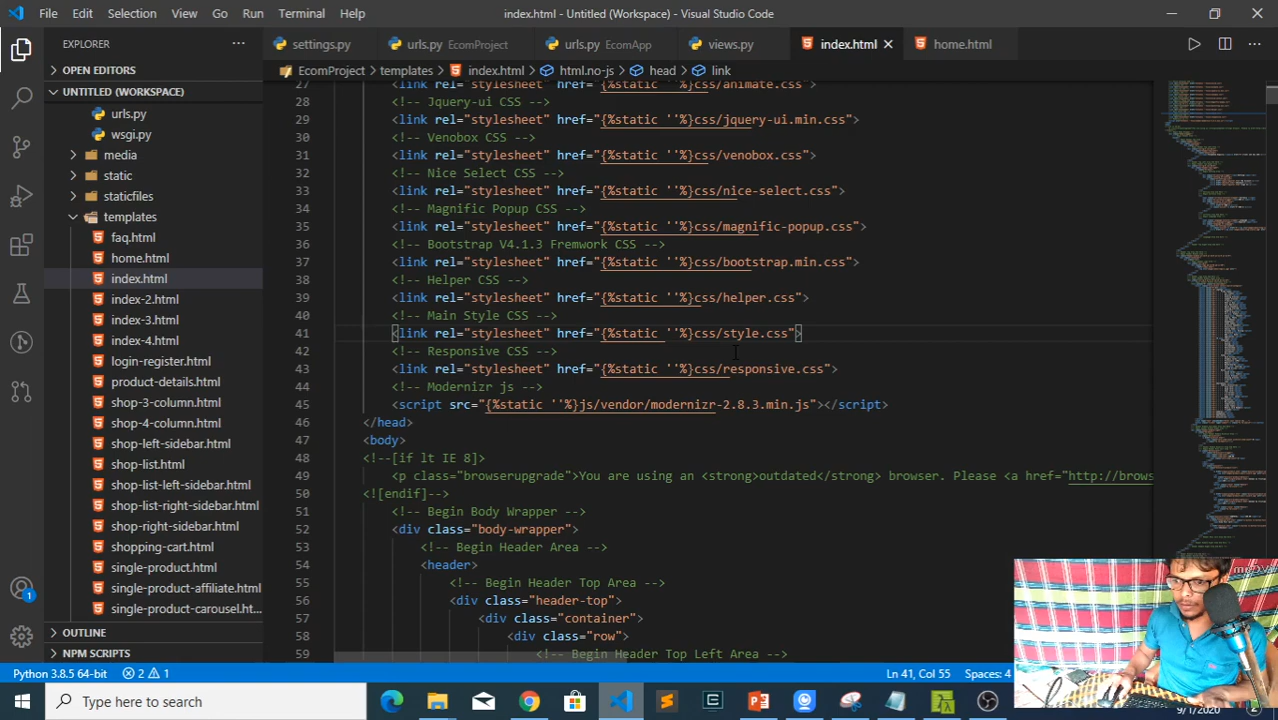 File Edit Selection View Go Run Terminal Help
index.html - Untitled (Workspace) - Visual Studio Code
EXPLORER
settings.py
urls.py EcomProject
urls.py EcomApp
views.py
index.html
home.html
EcomProject > templates > index.html > html.no-js > head > link
OPEN EDITORS
UNTITLED (WORKSPACE)
urls.py
wsgi.py
media
static
staticfiles
templates
faq.html
home.html
index.html
index-2.html
index-3.html
index-4.html
login-register.html
product-details.html
shop-3-column.html
shop-4-column.html
shop-left-sidebar.html
shop-list.html
shop-list-left-sidebar.html
shop-list-right-sidebar.html
shop-right-sidebar.html
shopping-cart.html
single-product.html
single-product-affiliate.html
single-product-carousel.ht...
OUTLINE
NPM SCRIPTS
27 <link rel="stylesheet" href="{%static ''%}css/animate.css">
28 <!-- Jquery-ui CSS -->
29 <link rel="stylesheet" href="{%static ''%}css/jquery-ui.min.css">
30 <!-- Venobox CSS -->
31 <link rel="stylesheet" href="{%static ''%}css/venobox.css">
32 <!-- Nice Select CSS -->
33 <link rel="stylesheet" href="{%static ''%}css/nice-select.css">
34 <!-- Magnific Popup CSS -->
35 <link rel="stylesheet" href="{%static ''%}css/magnific-popup.css">
36 <!-- Bootstrap V4.1.3 Fremwork CSS -->
37 <link rel="stylesheet" href="{%static ''%}css/bootstrap.min.css">
38 <!-- Helper CSS -->
39 <link rel="stylesheet" href="{%static ''%}css/helper.css">
40 <!-- Main Style CSS -->
41 <link rel="stylesheet" href="{%static ''%}css/style.css">
42 <!-- Responsive CSS -->
43 <link rel="stylesheet" href="{%static ''%}css/responsive.css">
44 <!-- Modernizr js -->
45 <script src="{%static ''%}js/vendor/modernizr-2.8.3.min.js"></script>
46 </head>
47 <body>
48 <!--[if lt IE 8]>
49 <p class="browserupgrade">You are using an <strong>outdated</strong> browser. Please <a href="http://brows
50 <![endif]-->
51 <!-- Begin Body Wrapper -->
52 <div class="body-wrapper">
53 <!-- Begin Header Area -->
54 <header>
55 <!-- Begin Header Top Area -->
56 <div class="header-top">
57 <div class="container">
58 <div class="row">
59 <!-- Begin Header Top Left Area -->
1
Python 3.8.5 64-bit 2 1 Ln 41, Col 55 Spaces: 4
Type here to search
9/1/2020